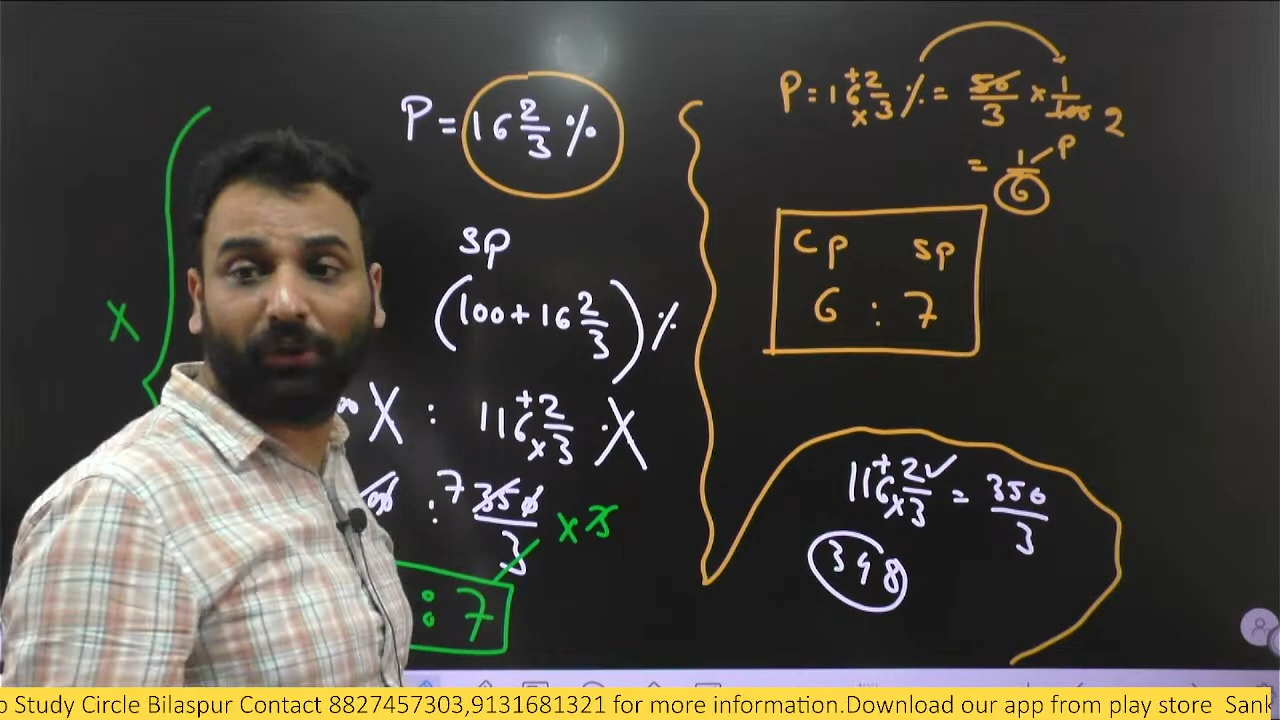 P = 16 2/3 %
SP
(100 + 16 2/3) %
X : 116 2/3 X
: 7 350/3 x 3
: 7
P = 16 2/3 % = 50/3 × 1/100 2
= 1/6 P
CP SP
6 : 7
116 2/3 = 350/3
348
Study Circle Bilaspur Contact 8827457303,9131681321 for more information.Download our app from play store Sank